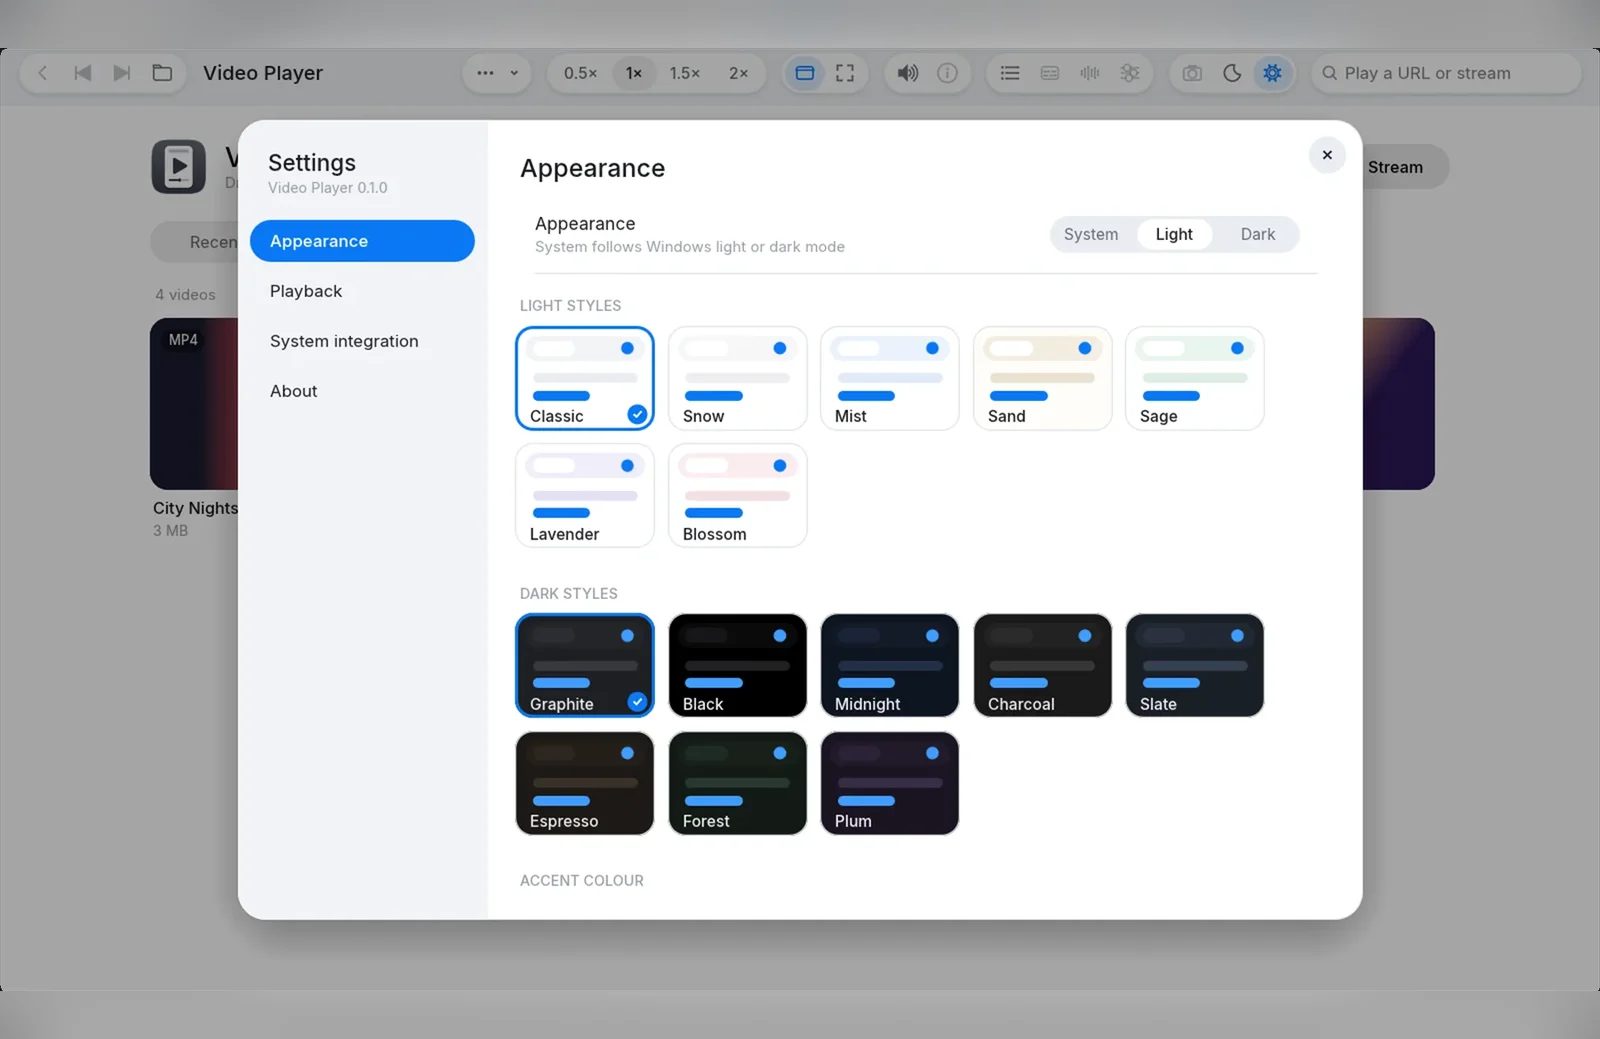 Video Player
0.5×
1×
1.5×
2×
Play a URL or stream
Stream
Recen
4 videos
MP4
City Nights
3 MB
Settings
Video Player 0.1.0
Appearance
Playback
System integration
About
Appearance
Appearance
System follows Windows light or dark mode
System
Light
Dark
LIGHT STYLES
Classic
Snow
Mist
Sand
Sage
Lavender
Blossom
DARK STYLES
Graphite
Black
Midnight
Charcoal
Slate
Espresso
Forest
Plum
ACCENT COLOUR